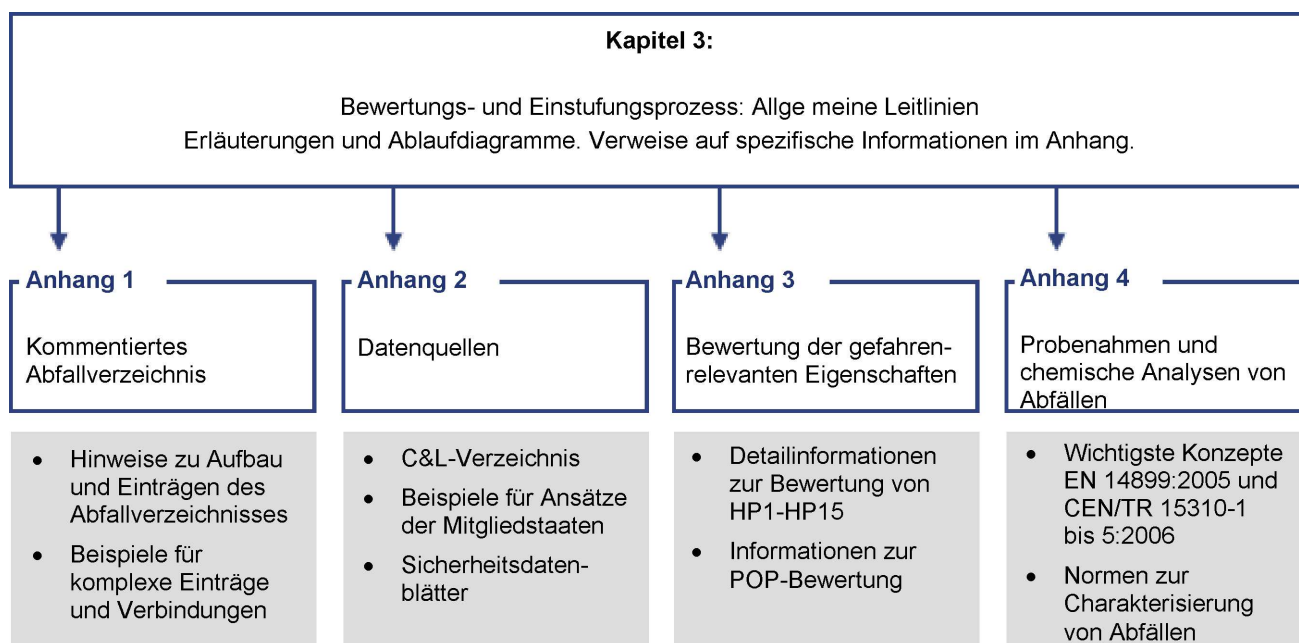 Kapitel 3:
Bewertungs- und Einstufungsprozess: Allge meine Leitlinien
Erläuterungen und Ablaufdiagramme. Verweise auf spezifische Informationen im Anhang.
Anhang 1
Kommentiertes
Abfallverzeichnis
• Hinweise zu Aufbau
und Einträgen des
Abfallverzeichnisses
• Beispiele für
komplexe Einträge
und Verbindungen
Anhang 2
Datenquellen
• C&L-Verzeichnis
• Beispiele für Ansätze
der Mitgliedstaaten
• Sicherheitsdaten-
blätter
Anhang 3
Bewertung der gefahren-
relevanten Eigenschaften
• Detailinformationen
zur Bewertung von
HP1-HP15
• Informationen zur
POP-Bewertung
Anhang 4
Probenahmen und
chemische Analysen von
Abfällen
• Wichtigste Konzepte
EN 14899:2005 und
CEN/TR 15310-1
bis 5:2006
• Normen zur
Charakterisierung
von Abfällen